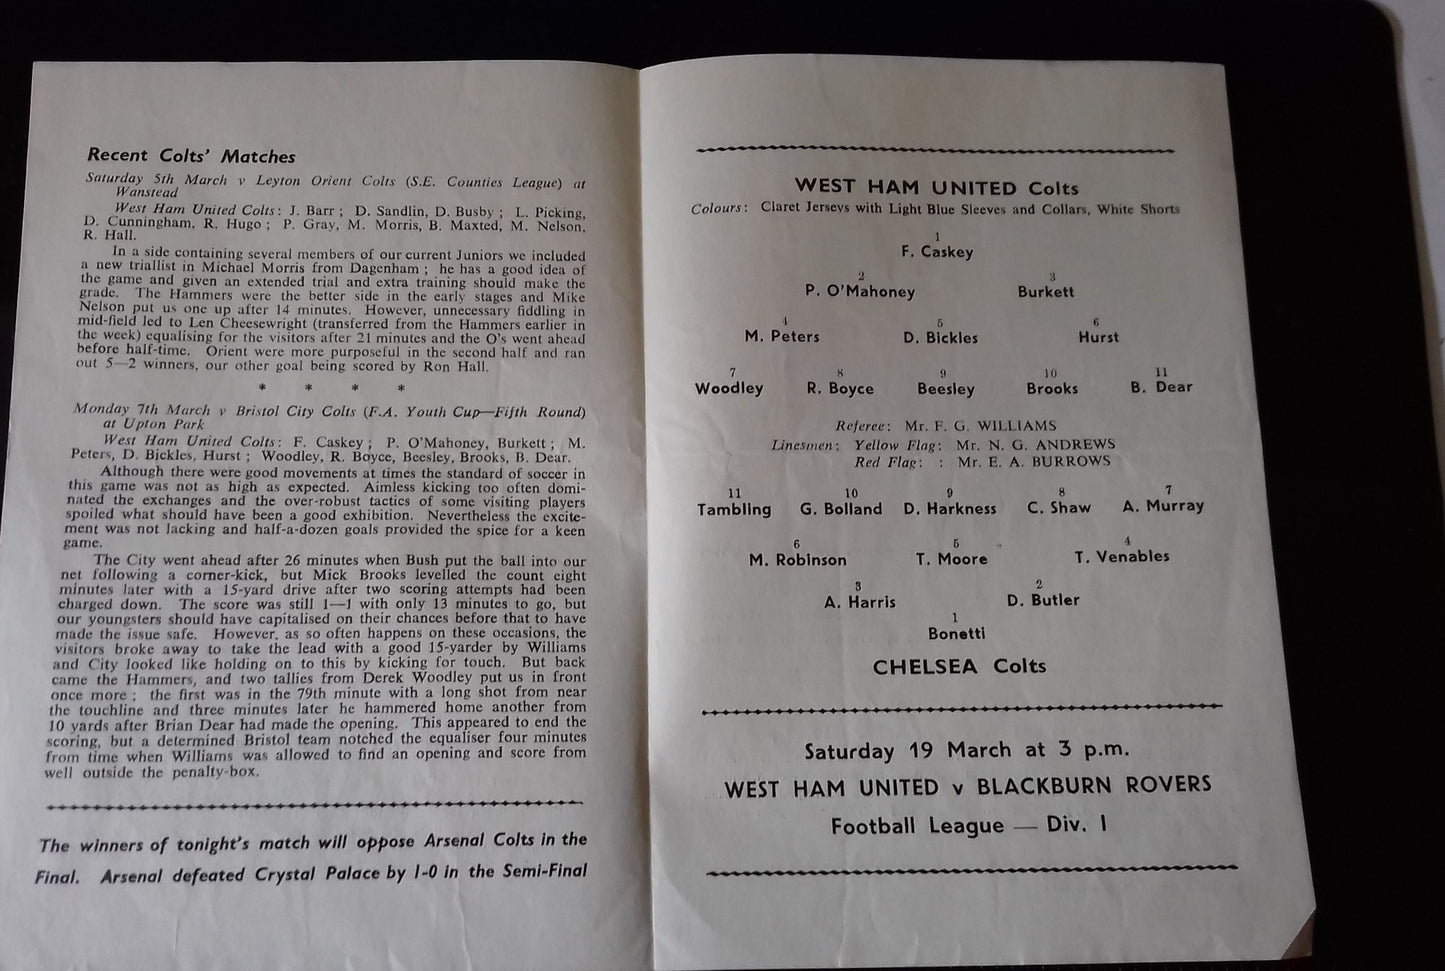 Recent Colts' Matches
Saturday 5th March v Leyton Orient Colts (S.E. Counties League) at
Wanstead
West Ham United Colts: J. Barr; D. Sandlin, D. Busby; L. Picking,
D. Cunningham, R. Hugo; P. Gray, M. Morris, B. Maxted, M. Nelson,
R. Hall.
In a side containing several members of our current Juniors we included
a new triallist in Michael Morris from Dagenham; he has a good idea of
the game and given an extended trial and extra training should make the
grade. The Hammers were the better side in the early stages and Mike
Nelson put us one up after 14 minutes. However, unnecessary fiddling in
mid-field led to Len Cheesewright (transferred from the Hammers earlier in
the week) equalising for the visitors after 21 minutes and the O's went ahead
before half-time. Orient were more purposeful in the second half and ran
out 5—2 winners, our other goal being scored by Ron Hall.
* * * *
Monday 7th March v Bristol City Colts (F.A. Youth Cup—Fifth Round)
at Upton Park
West Ham United Colts: F. Caskey; P. O'Mahoney, Burkett; M.
Peters, D. Bickles, Hurst; Woodley, R. Boyce, Beesley, Brooks, B. Dear.
Although there were good movements at times the standard of soccer in
this game was not as high as expected. Aimless kicking too often domi-
nated the exchanges and the over-robust tactics of some visiting players
spoiled what should have been a good exhibition. Nevertheless the excite-
ment was not lacking and half-a-dozen goals provided the spice for a keen
game.
The City went ahead after 26 minutes when Bush put the ball into our
net following a corner-kick, but Mick Brooks levelled the count eight
minutes later with a 15-yard drive after two scoring attempts had been
charged down. The score was still 1—1 with only 13 minutes to go, but
our youngsters should have capitalised on their chances before that to have
made the issue safe. However, as so often happens on these occasions, the
visitors broke away to take the lead with a good 15-yarder by Williams
and City looked like holding on to this by kicking for touch. But back
came the Hammers, and two tallies from Derek Woodley put us in front
once more: the first was in the 79th minute with a long shot from near
the touchline and three minutes later he hammered home another from
10 yards after Brian Dear had made the opening. This appeared to end the
scoring, but a determined Bristol team notched the equaliser four minutes
from time when Williams was allowed to find an opening and score from
well outside the penalty-box.
The winners of tonight's match will oppose Arsenal Colts in the
Final. Arsenal defeated Crystal Palace by 1-0 in the Semi-Final
WEST HAM UNITED Colts
Colours: Claret Jerseys with Light Blue Sleeves and Collars, White Shorts
1
F. Caskey
2 3
P. O'Mahoney Burkett
4 5 6
M. Peters D. Bickles Hurst
7 8 9 10 11
Woodley R. Boyce Beesley Brooks B. Dear
Referee: Mr. F. G. WILLIAMS
Linesmen: Yellow Flag: Mr. N. G. ANDREWS
Red Flag: : Mr. E. A. BURROWS
11 10 9 8 7
Tambling G. Bolland D. Harkness C. Shaw A. Murray
6 5 4
M. Robinson T. Moore T. Venables
3 2
A. Harris D. Butler
1
Bonetti
CHELSEA Colts
Saturday 19 March at 3 p.m.
WEST HAM UNITED v BLACKBURN ROVERS
Football League — Div. I